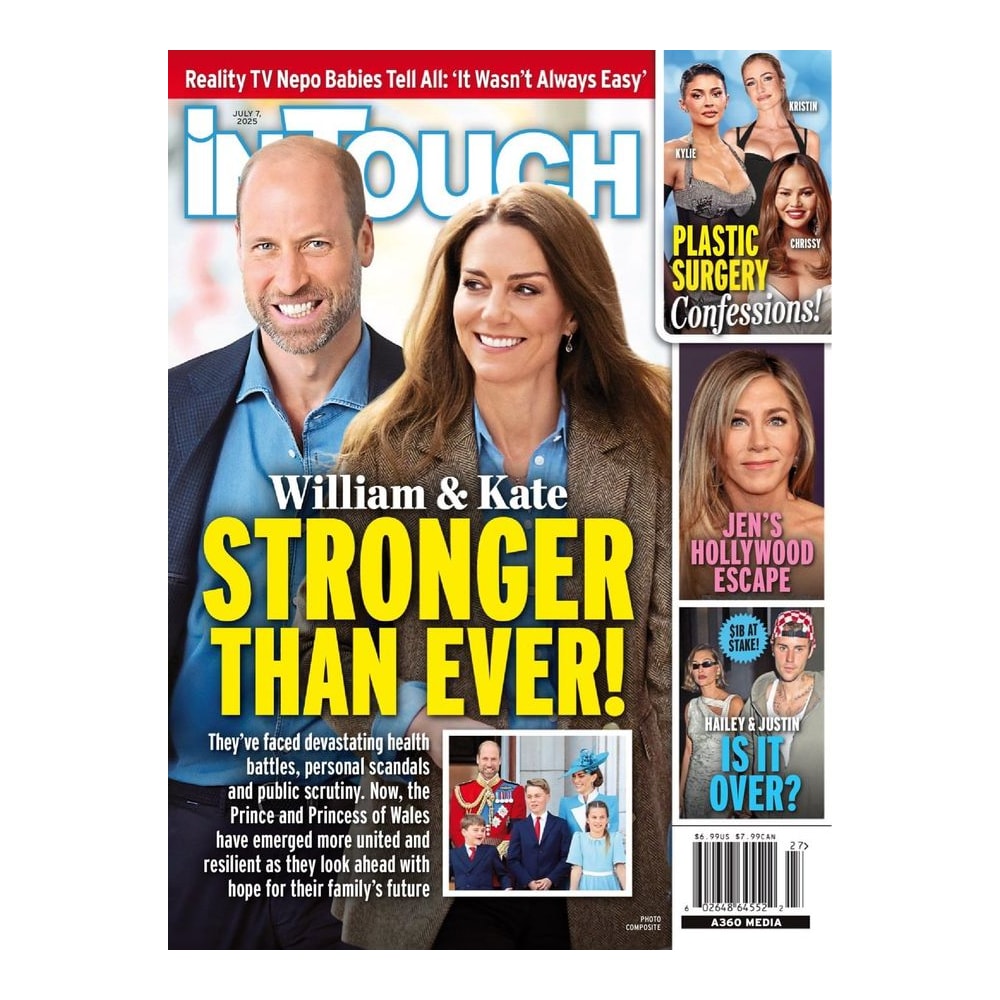 Reality TV Nepo Babies Tell All: ‘It Wasn’t Always Easy’
JULY 7,
2025
INTOUCH
KRISTIN
KYLIE
CHRISSY
PLASTIC
SURGERY
Confessions!
JEN’S
HOLLYWOOD
ESCAPE
$1B AT
STAKE!
HAILEY & JUSTIN
IS IT
OVER?
William & Kate
STRONGER
THAN EVER!
They’ve faced devastating health
battles, personal scandals
and public scrutiny. Now, the
Prince and Princess of Wales
have emerged more united and
resilient as they look ahead with
hope for their family’s future
PHOTO
COMPOSITE
$6.99US $7.99CAN
27>
6 02648 64552 2
A360 MEDIA